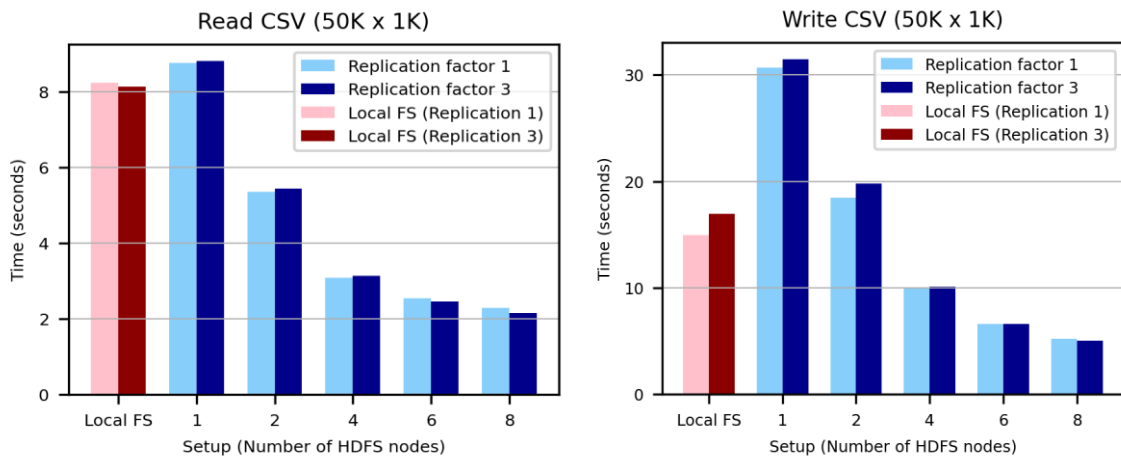 Read CSV (50K x 1K)
Time (seconds)
8
6
4
2
0
Replication factor 1
Replication factor 3
Local FS (Replication 1)
Local FS (Replication 3)
Local FS 1 2 4 6 8
Setup (Number of HDFS nodes)
Write CSV (50K x 1K)
Time (seconds)
30
20
10
0
Replication factor 1
Replication factor 3
Local FS (Replication 1)
Local FS (Replication 3)
Local FS 1 2 4 6 8
Setup (Number of HDFS nodes)